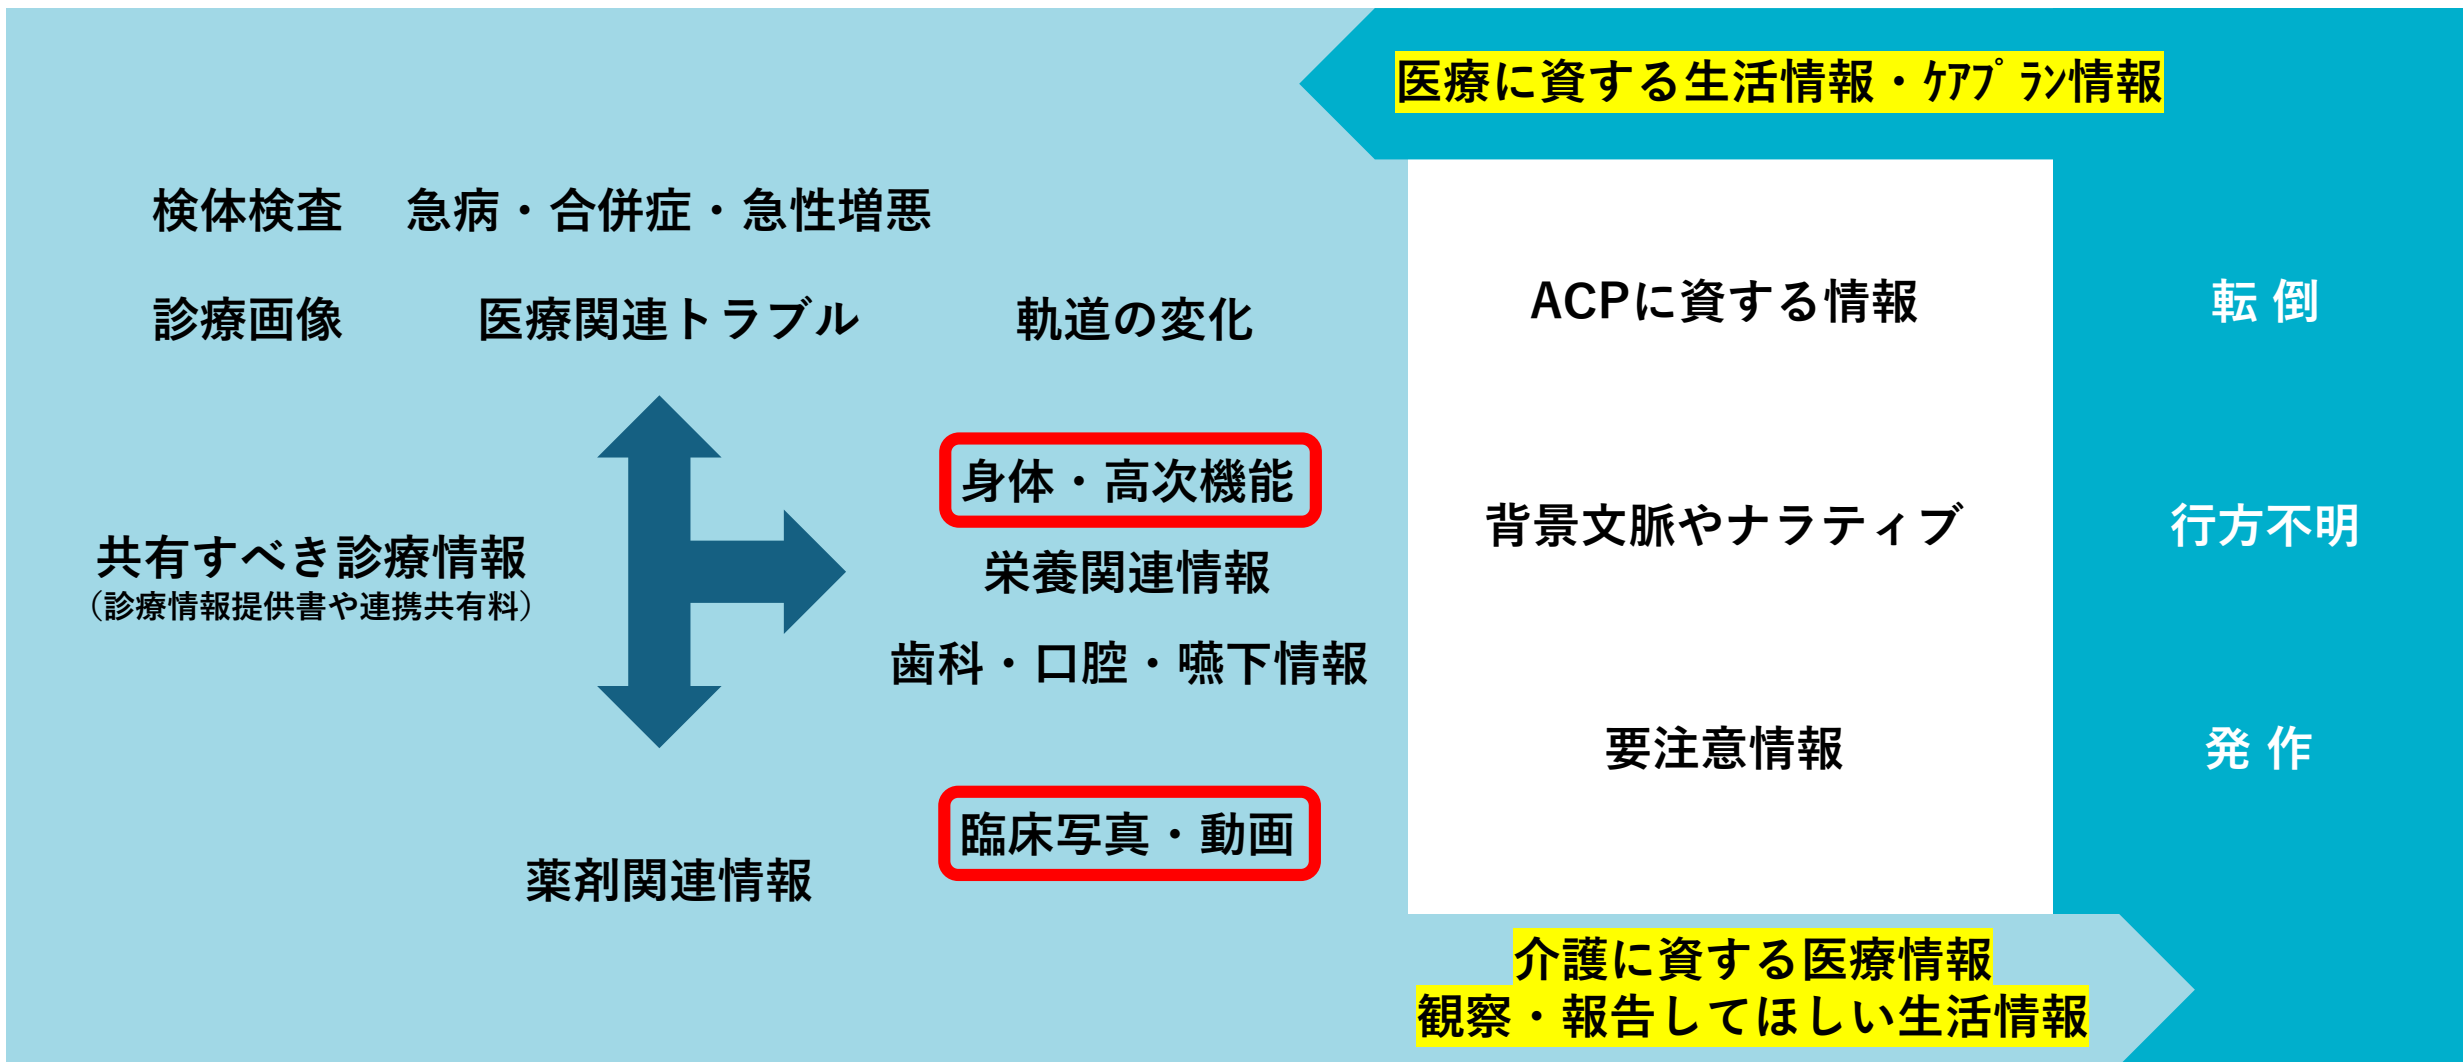 医療に資する生活情報・ｹｱﾌﾟﾗﾝ情報
検体検査
急病・合併症・急性増悪
診療画像
医療関連トラブル
軌道の変化
ACPに資する情報
転 倒
身体・高次機能
背景文脈やナラティブ
行方不明
共有すべき診療情報
（診療情報提供書や連携共有料）
栄養関連情報
歯科・口腔・嚥下情報
要注意情報
発 作
臨床写真・動画
薬剤関連情報
介護に資する医療情報
観察・報告してほしい生活情報